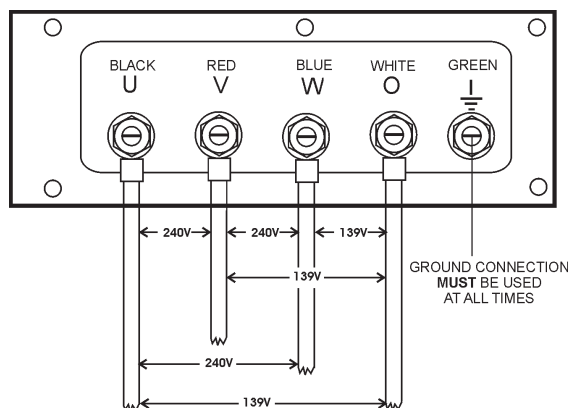 BLACK RED BLUE WHITE GREEN
U V W O
240V 240V 139V
139V
GROUND CONNECTION
MUST BE USED
AT ALL TIMES
240V
139V